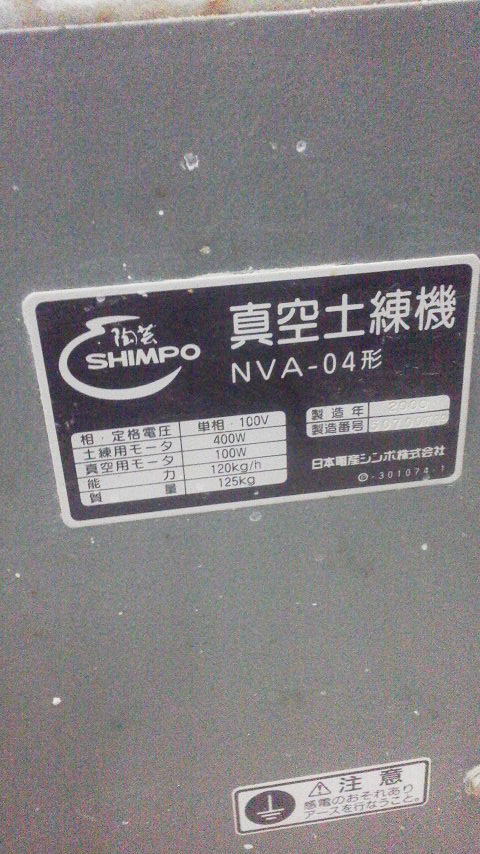 陶芸
SHIMPO
真空土練機
NVA-04形
相・定格電圧 単相・100V
土練用モータ 400W
真空用モータ 100W
能力 120kg/h
質量 125kg
製造年
製造番号
日本電産シンポ株式会社
-301074-1
注意
感電のおそれあり
アースを行なうこと。